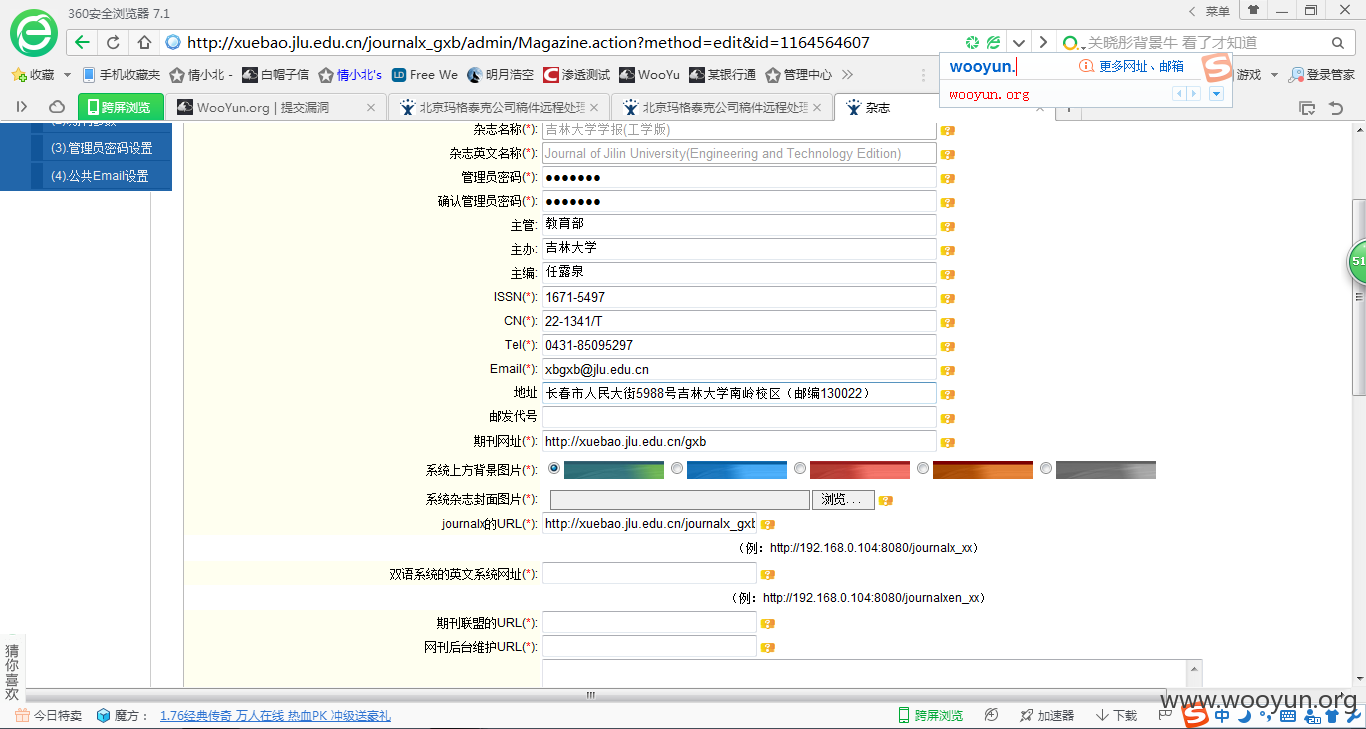 360安全浏览器 7.1
菜单
http://xuebao.jlu.edu.cn/journalx_gxb/admin/Magazine.action?method=edit&id=1164564607
关晓彤背景牛 看了才知道
收藏 手机收藏夹 情小北 - 白帽子信 情小北's Free We 明月浩空 渗透测试 WooYu 某银行通 管理中心
游戏 登录管家
wooyun. 更多网址、邮箱
wooyun.org
跨屏浏览 WooYun.org | 提交漏洞 北京玛格泰克公司稿件远程处理 北京玛格泰克公司稿件远程处理 杂志
(3).管理员密码设置
(4).公共Email设置
杂志名称(*): 吉林大学学报(工学版)
杂志英文名称(*): Journal of Jilin University(Engineering and Technology Edition)
管理员密码(*): ●●●●●●●
确认管理员密码(*): ●●●●●●●
主管: 教育部
主办: 吉林大学
主编: 任露泉
ISSN(*): 1671-5497
CN(*): 22-1341/T
Tel(*): 0431-85095297
Email(*): xbgxb@jlu.edu.cn
地址 长春市人民大街5988号吉林大学南岭校区（邮编130022）
邮发代号
期刊网址(*): http://xuebao.jlu.edu.cn/gxb
系统上方背景图片(*):
系统杂志封面图片(*): 浏览...
journalx的URL(*): http://xuebao.jlu.edu.cn/journalx_gxb
（例：http://192.168.0.104:8080/journalx_xx）
双语系统的英文系统网址(*):
（例：http://192.168.0.104:8080/journalxen_xx）
期刊联盟的URL(*):
网刊后台维护URL(*):
51
猜你喜欢
www.wooyun.org
今日特卖 魔方： 1.76经典传奇 万人在线 热血PK 冲级送豪礼 跨屏浏览 加速器 下载 中